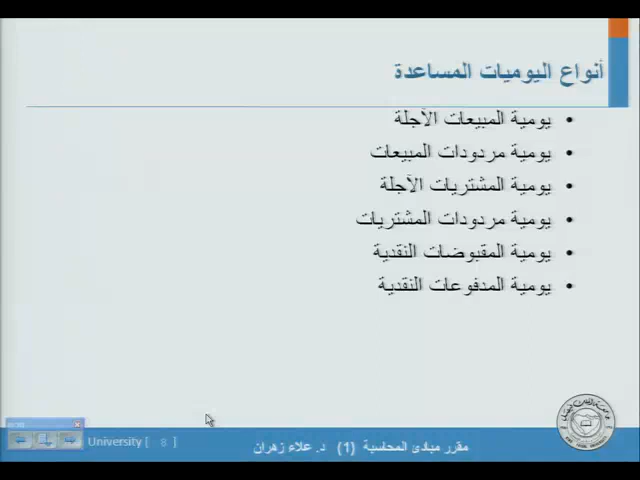 أنواع اليوميات المساعدة
• يومية المبيعات الآجلة
• يومية مردودات المبيعات
• يومية المشتريات الآجلة
• يومية مردودات المشتريات
• يومية المقبوضات النقدية
• يومية المدفوعات النقدية
مقرر مبادئ المحاسبة (1) د. علاء زهران
University [ 8 ]